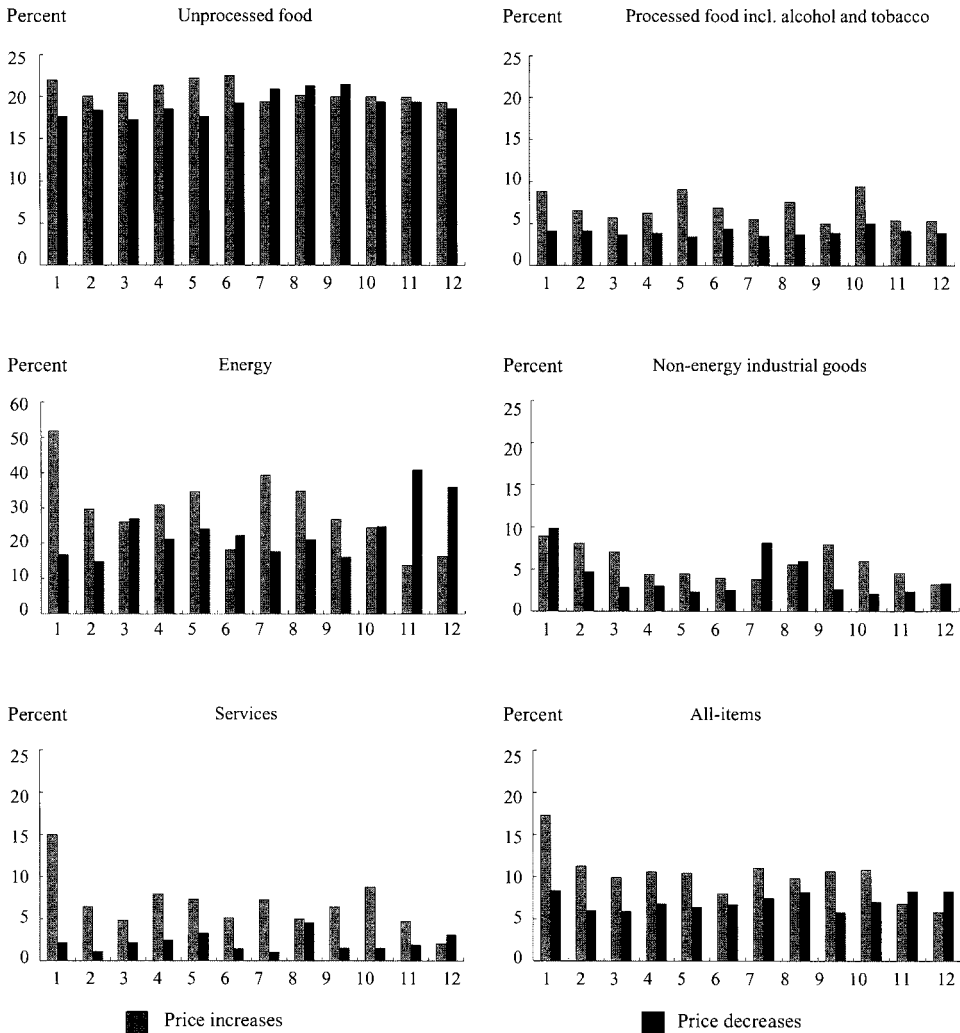 Percent Unprocessed food
25
20
15
10
5
0
1 2 3 4 5 6 7 8 9 10 11 12
Percent Processed food incl. alcohol and tobacco
25
20
15
10
5
0
1 2 3 4 5 6 7 8 9 10 11 12
Percent Energy
60
50
40
30
20
10
0
1 2 3 4 5 6 7 8 9 10 11 12
Percent Non-energy industrial goods
25
20
15
10
5
0
1 2 3 4 5 6 7 8 9 10 11 12
Percent Services
25
20
15
10
5
0
1 2 3 4 5 6 7 8 9 10 11 12
Percent All-items
25
20
15
10
5
0
1 2 3 4 5 6 7 8 9 10 11 12
Price increases Price decreases